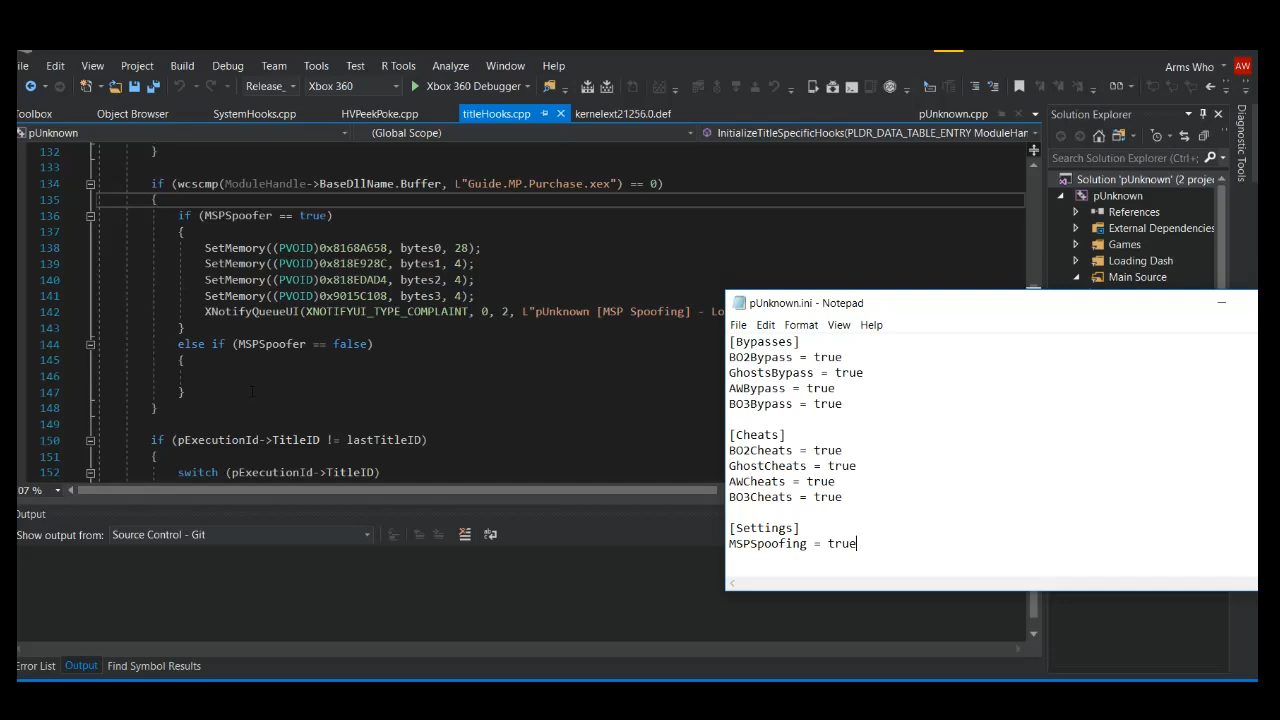 ile Edit View Project Build Debug Team Tools Test R Tools Analyze Window Help
Arms Who AW
Release Xbox 360 Xbox 360 Debugger
Toolbox Object Browser SystemHooks.cpp HVPeekPoke.cpp titleHooks.cpp kernelext21256.0.def pUnknown.cpp
pUnknown (Global Scope) InitializeTitleSpecificHooks(PLDR_DATA_TABLE_ENTRY ModuleHar
132 }
133
134 if (wcscmp(ModuleHandle->BaseDllName.Buffer, L"Guide.MP.Purchase.xex") == 0)
135 {
136 if (MSPSpoofer == true)
137 {
138 SetMemory((PVOID)0x8168A658, bytes0, 28);
139 SetMemory((PVOID)0x818E928C, bytes1, 4);
140 SetMemory((PVOID)0x818EDAD4, bytes2, 4);
141 SetMemory((PVOID)0x9015C108, bytes3, 4);
142 XNotifyQueueUI(XNOTIFYUI_TYPE_COMPLAINT, 0, 2, L"pUnknown [MSP Spoofing] - Lo
143 }
144 else if (MSPSpoofer == false)
145 {
146
147 }
148 }
149
150 if (pExecutionId->TitleID != lastTitleID)
151 {
152 switch (pExecutionId->TitleID)
07 %
Output
Show output from: Source Control - Git
Error List Output Find Symbol Results
Solution Explorer
Search Solution Explorer (Ctrl+;
Solution 'pUnknown' (2 projec
pUnknown
References
External Dependencies
Games
Loading Dash
Main Source
Diagnostic Tools
pUnknown.ini - Notepad
File Edit Format View Help
[Bypasses]
BO2Bypass = true
GhostsBypass = true
AWBypass = true
BO3Bypass = true
[Cheats]
BO2Cheats = true
GhostCheats = true
AWCheats = true
BO3Cheats = true
[Settings]
MSPSpoofing = true